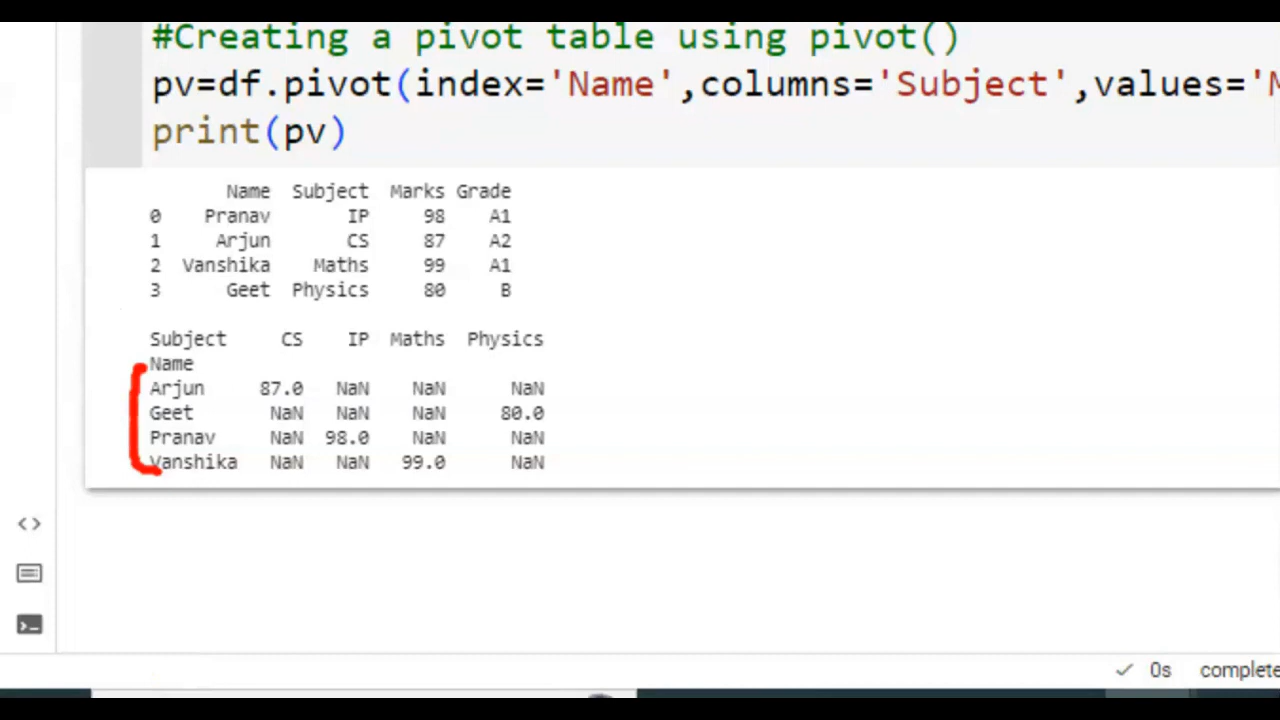 #Creating a pivot table using pivot()
pv=df.pivot(index='Name',columns='Subject',values='M
print(pv)
Name Subject Marks Grade
0 Pranav IP 98 A1
1 Arjun CS 87 A2
2 Vanshika Maths 99 A1
3 Geet Physics 80 B
Subject CS IP Maths Physics
Name
Arjun 87.0 NaN NaN NaN
Geet NaN NaN NaN 80.0
Pranav NaN 98.0 NaN NaN
Vanshika NaN NaN 99.0 NaN
0s complete